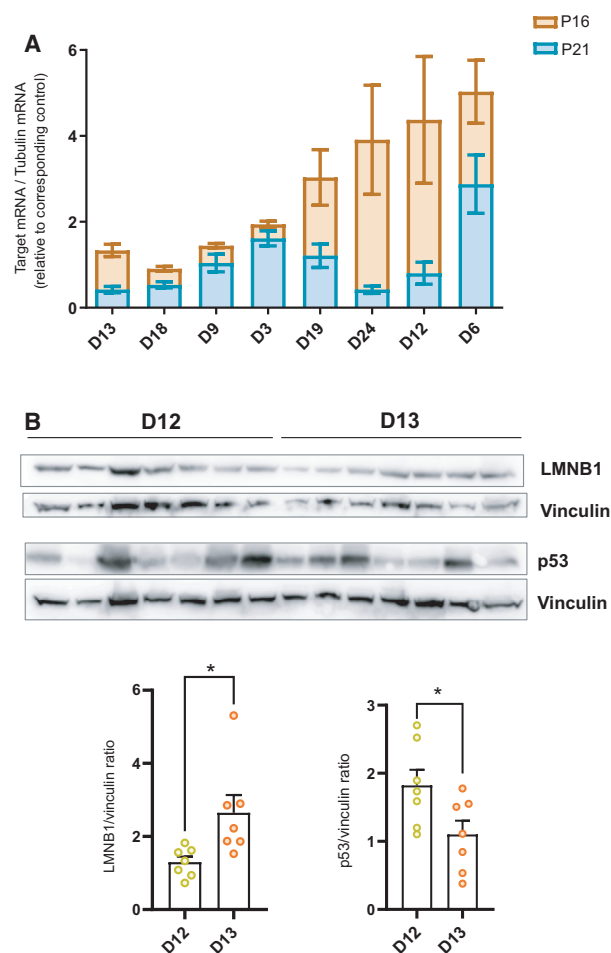 P16
P21
A
Target mRNA / Tubulin mRNA
(relative to corresponding control)
6
4
2
0
D13 D18 D9 D3 D19 D24 D12 D6
B
D12 D13
LMNB1
Vinculin
p53
Vinculin
LMNB1/vinculin ratio
6
4
2
0
*
D12 D13
p53/vinculin ratio
3
2
1
0
*
D12 D13